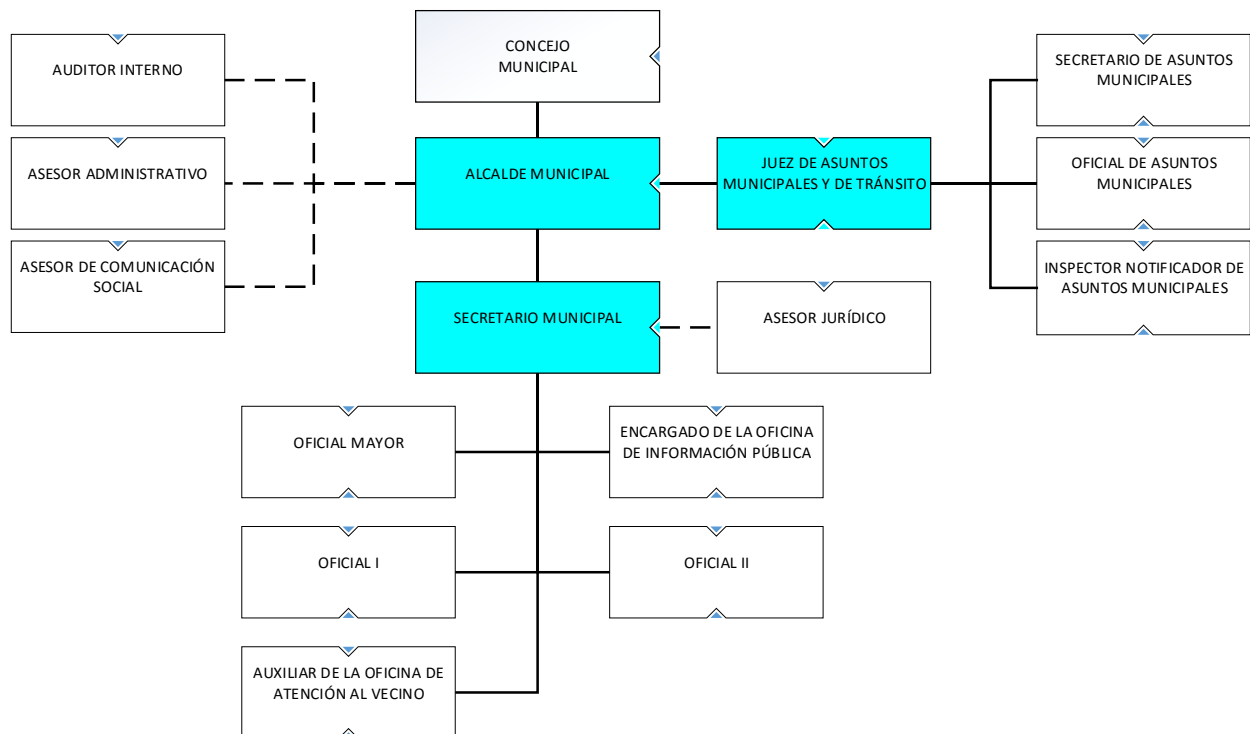 CONCEJO
MUNICIPAL
AUDITOR INTERNO
SECRETARIO DE ASUNTOS
MUNICIPALES
ASESOR ADMINISTRATIVO
ALCALDE MUNICIPAL
JUEZ DE ASUNTOS
MUNICIPALES Y DE TRÁNSITO
OFICIAL DE ASUNTOS
MUNICIPALES
ASESOR DE COMUNICACIÓN
SOCIAL
INSPECTOR NOTIFICADOR DE
ASUNTOS MUNICIPALES
SECRETARIO MUNICIPAL
ASESOR JURÍDICO
OFICIAL MAYOR
ENCARGADO DE LA OFICINA
DE INFORMACIÓN PÚBLICA
OFICIAL I
OFICIAL II
AUXILIAR DE LA OFICINA DE
ATENCIÓN AL VECINO